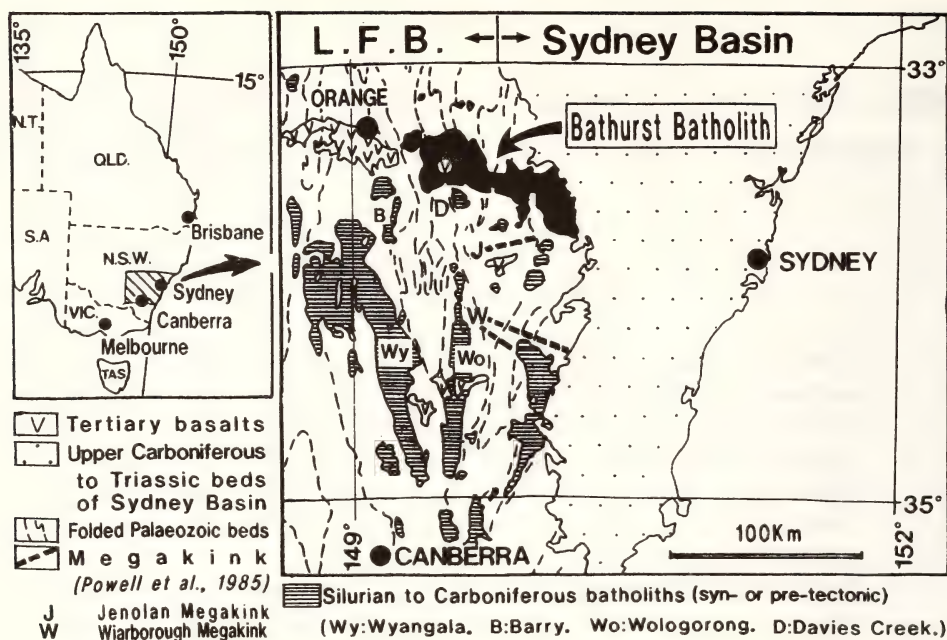 135°
150°
15°
N.T.
QLD.
S.A
Brisbane
N.S.W.
Sydney
VIC.
Canberra
Melbourne
TAS.
L.F.B.
Sydney Basin
33°
ORANGE
Bathurst Batholith
V V V V V
V
B
D
J
SYDNEY
W
Wy
Wo
V
35°
149°
CANBERRA
100Km
152°
V Tertiary basalts
Upper Carboniferous
to Triassic beds
of Sydney Basin
Folded Palaeozoic beds
Megakink
(Powell et al., 1985)
J Jenolan Megakink
W Wiarborough Megakink
Silurian to Carboniferous batholiths (syn- or pre-tectonic)
(Wy:Wyangala. B:Barry. Wo:Wologorong. D:Davies Creek.)